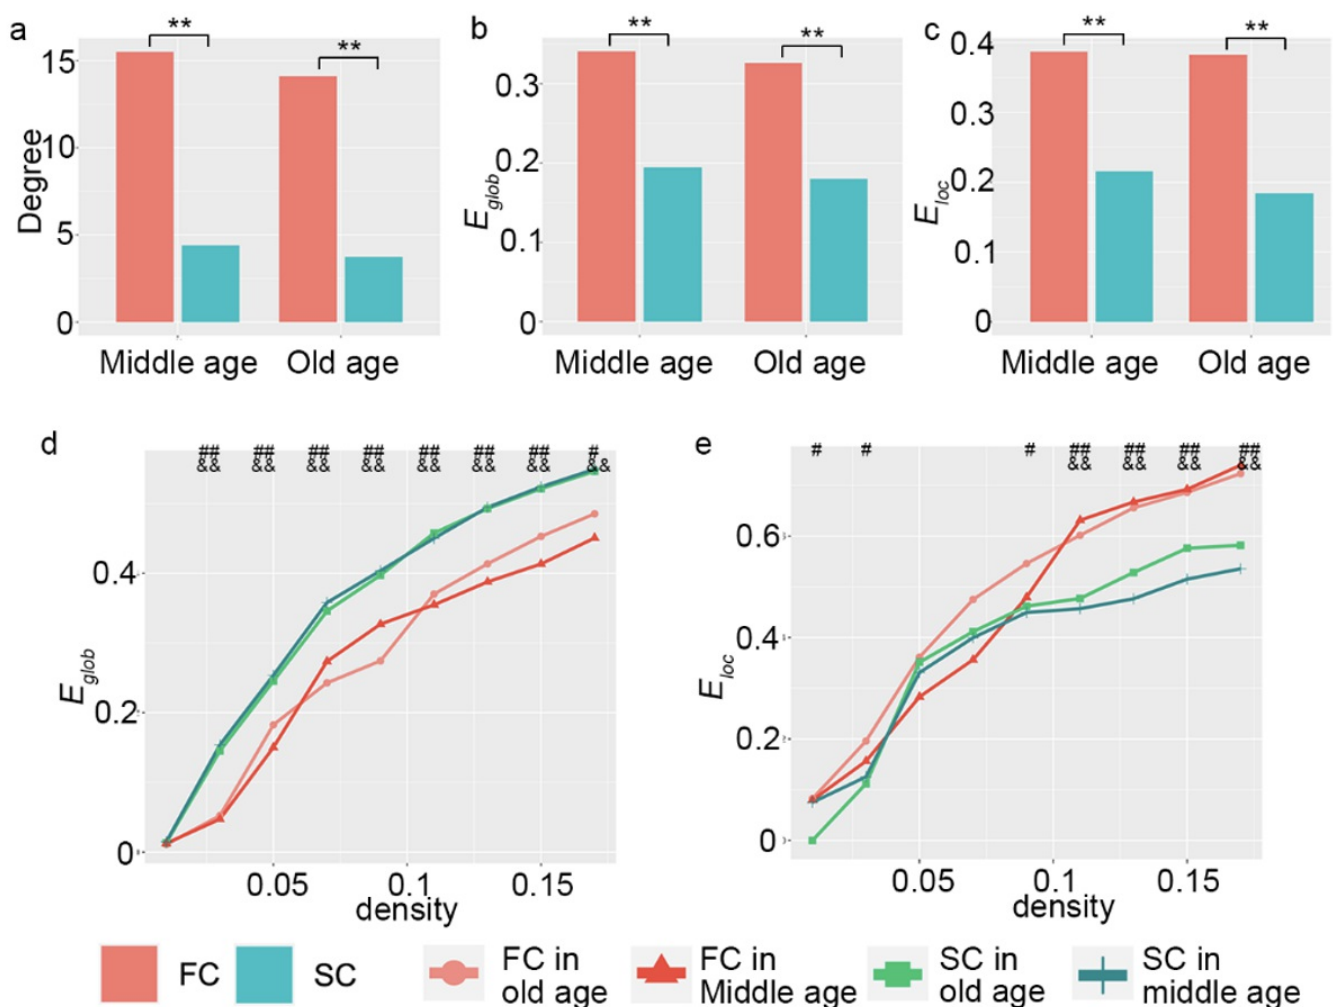 a
**
**
15
10
5
0
Degree
Middle age
Old age
b
**
**
0.3
0.2
0.1
0
E_glob
Middle age
Old age
c
**
**
0.4
0.3
0.2
0.1
0
E_loc
Middle age
Old age
d
## ## ## ## ## ## ## #
&& && && && && && && &&
0.4
0.2
0
E_glob
0.05
0.1
0.15
density
e
# # # ## ## ## ##
&& && && &&
0.6
0.4
0.2
0
E_loc
0.05
0.1
0.15
density
FC
SC
FC in
old age
FC in
Middle age
SC in
old age
SC in
middle age